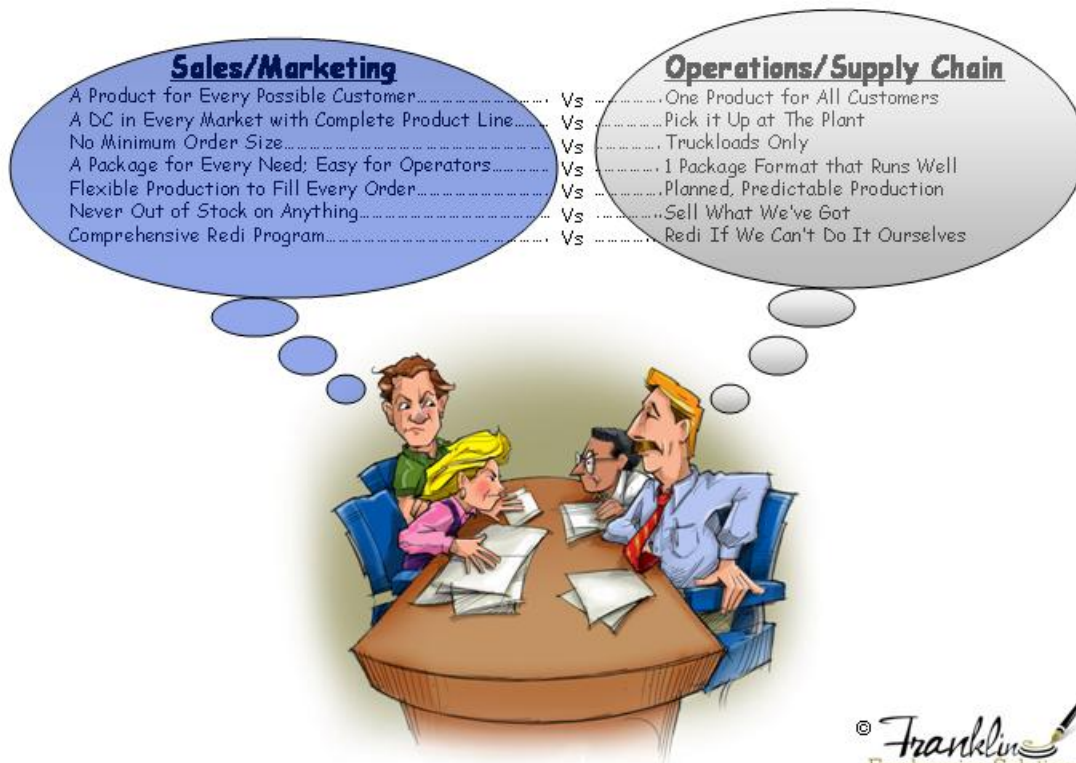 Sales/Marketing
Operations/Supply Chain
A Product for Every Possible Customer.................... Vs ............One Product for All Customers
A DC in Every Market with Complete Product Line....... Vs ............Pick it Up at The Plant
No Minimum Order Size.................... Vs ............Truckloads Only
A Package for Every Need; Easy for Operators.......... Vs ............1 Package Format that Runs Well
Flexible Production to Fill Every Order.................... Vs ............Planned, Predictable Production
Never Out of Stock on Anything.................... Vs ............Sell What We've Got
Comprehensive Redi Program.................... Vs ............Redi If We Can't Do It Ourselves
© Franklin